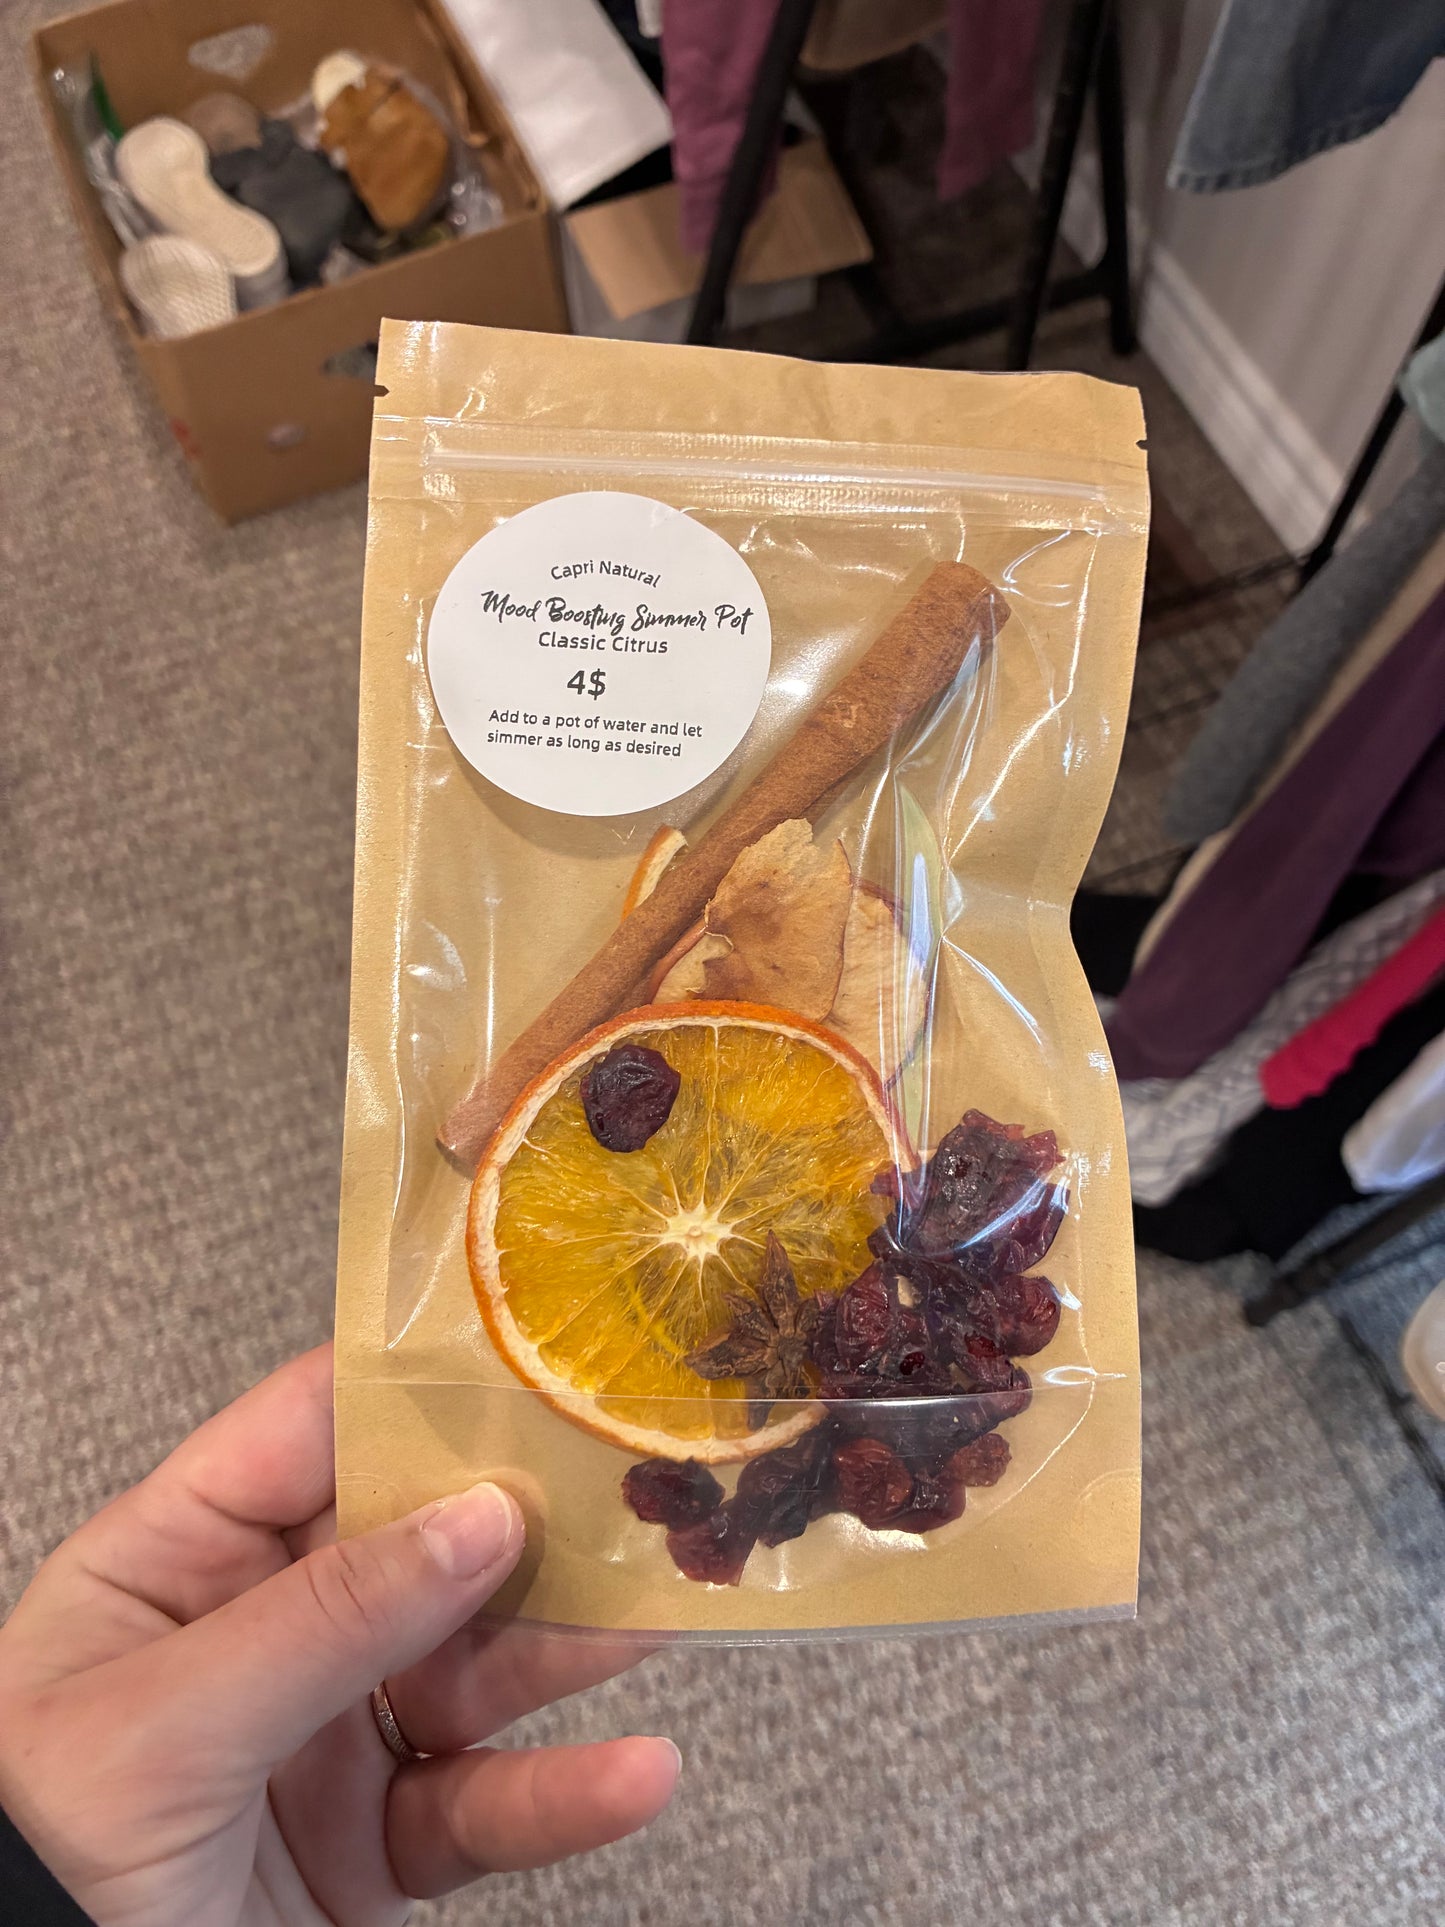 Capri Natural
Mood Boosting Simmer Pot
Classic Citrus
4$
Add to a pot of water and let
simmer as long as desired